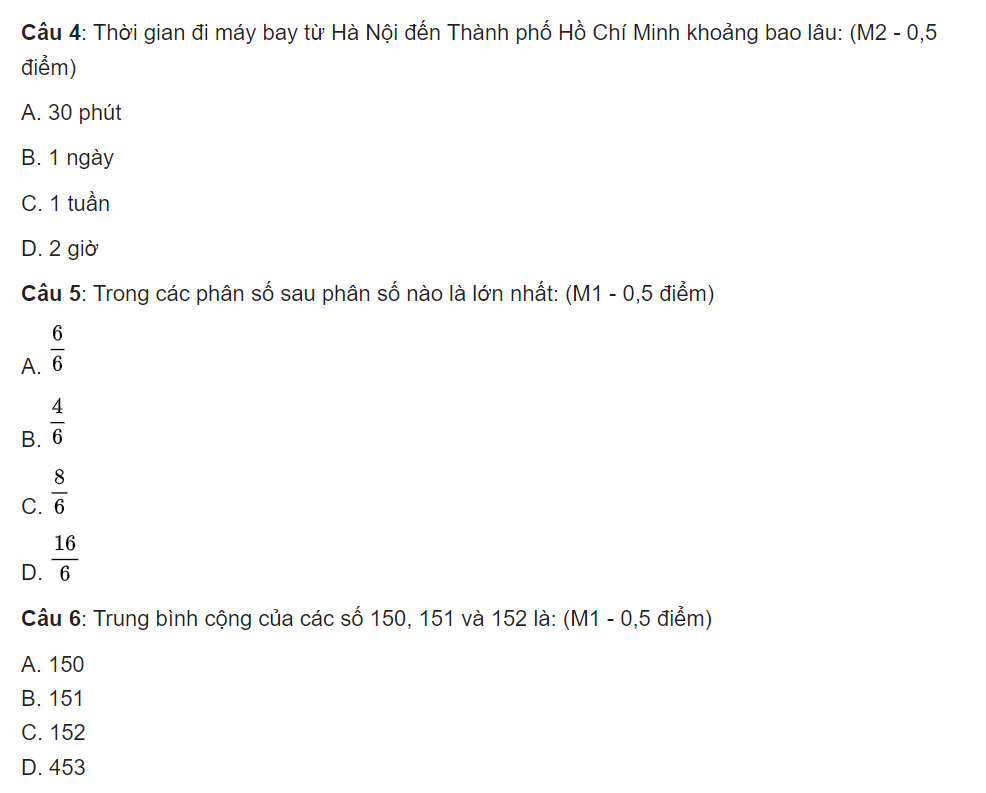 Câu 4: Thời gian đi máy bay từ Hà Nội đến Thành phố Hồ Chí Minh khoảng bao lâu: (M2 - 0,5
điểm)
A. 30 phút
B. 1 ngày
C. 1 tuần
D. 2 giờ
Câu 5: Trong các phân số sau phân số nào là lớn nhất: (M1 - 0,5 điểm)
A. 6/6
B. 4/6
C. 8/6
D. 16/6
Câu 6: Trung bình cộng của các số 150, 151 và 152 là: (M1 - 0,5 điểm)
A. 150
B. 151
C. 152
D. 453